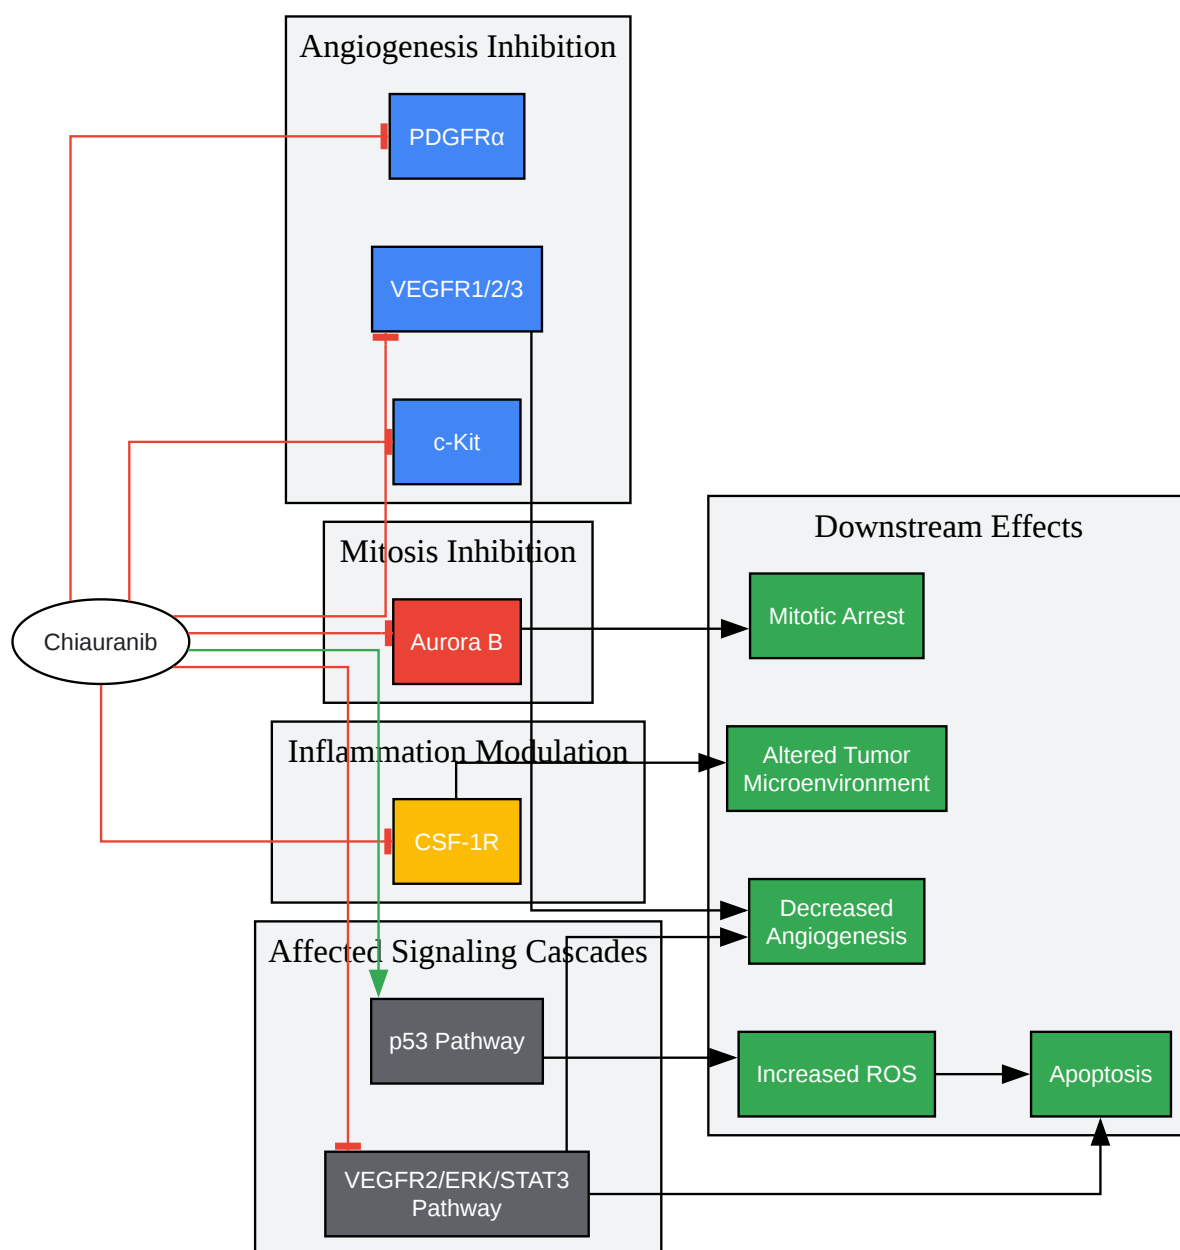 Angiogenesis Inhibition
PDGFRα
VEGFR1/2/3
c-Kit
Mitosis Inhibition
Chiauranib
Aurora B
Inflammation Modulation
CSF-1R
Affected Signaling Cascades
p53 Pathway
VEGFR2/ERK/STAT3
Pathway
Downstream Effects
Mitotic Arrest
Altered Tumor
Microenvironment
Decreased
Angiogenesis
Increased ROS
Apoptosis